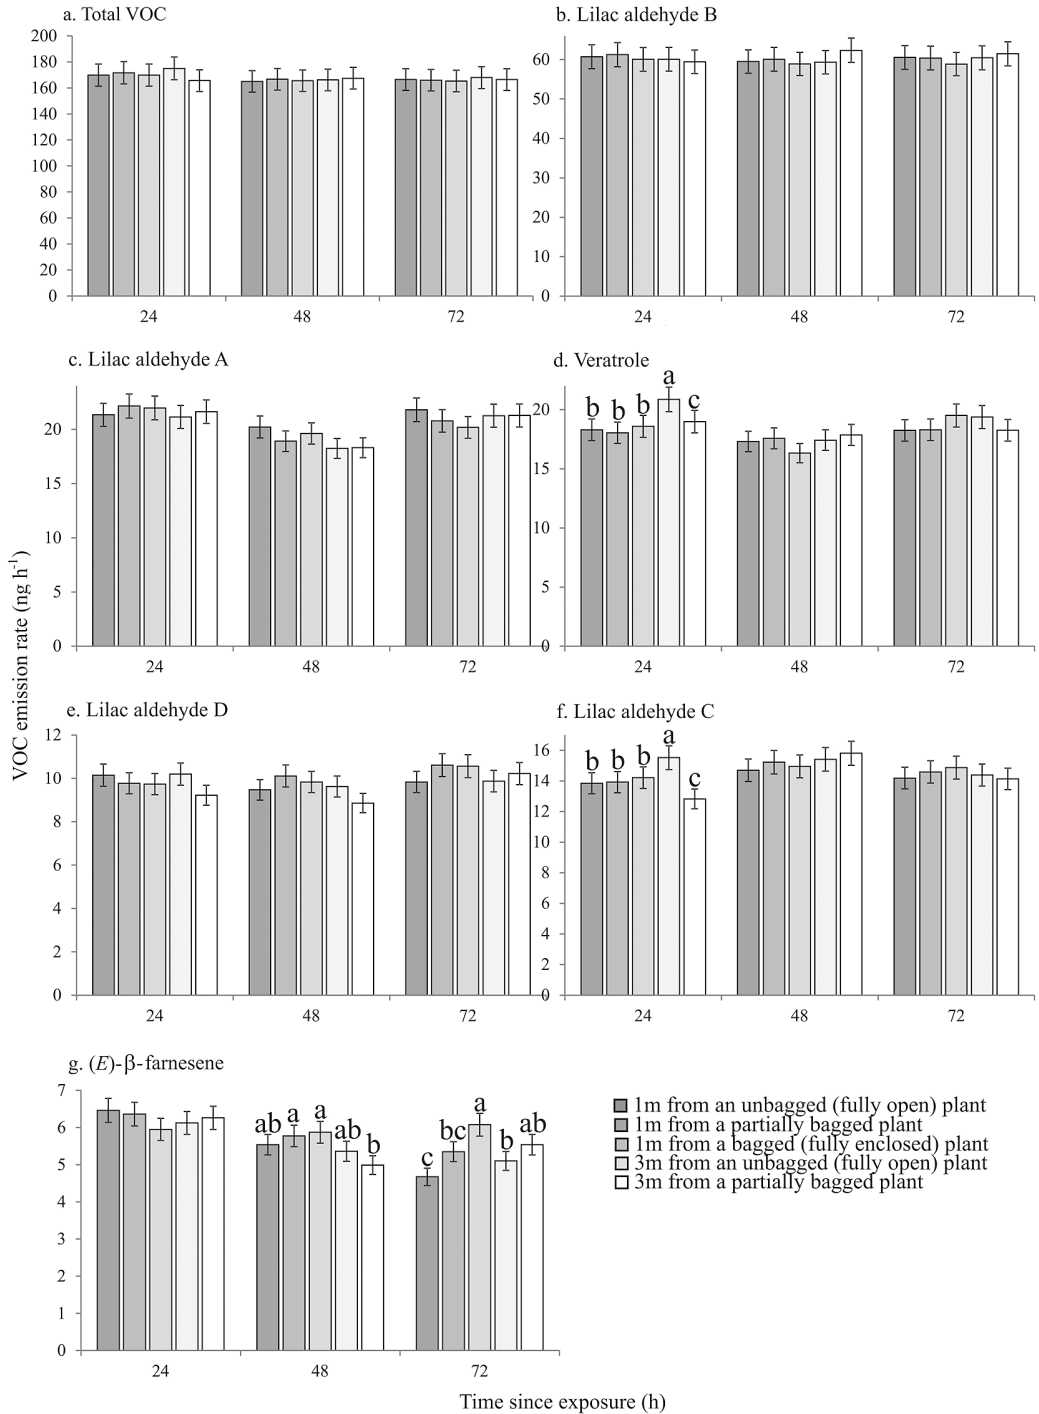 a. Total VOC
200
180
160
140
120
100
80
60
40
20
0
24 48 72
b. Lilac aldehyde B
60
50
40
30
20
10
0
24 48 72
c. Lilac aldehyde A
20
15
10
5
0
24 48 72
d. Veratrole
20
15
10
5
0
b b b a c
24 48 72
VOC emission rate (ng h-1)
e. Lilac aldehyde D
12
10
8
6
4
2
0
24 48 72
f. Lilac aldehyde C
16
14
12
10
8
6
4
2
0
b b b a c
24 48 72
g. (E)-β-farnesene
7
6
5
4
3
2
1
0
ab a a ab b
c bc a b ab
24 48 72
Time since exposure (h)
1m from an unbagged (fully open) plant
1m from a partially bagged plant
1m from a bagged (fully enclosed) plant
3m from an unbagged (fully open) plant
3m from a partially bagged plant